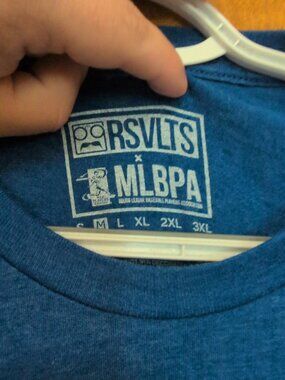 RSVLTS
x
MLBPA
MAJOR LEAGUE BASEBALL PLAYERS ASSOCIATION
S M L XL 2XL 3XL